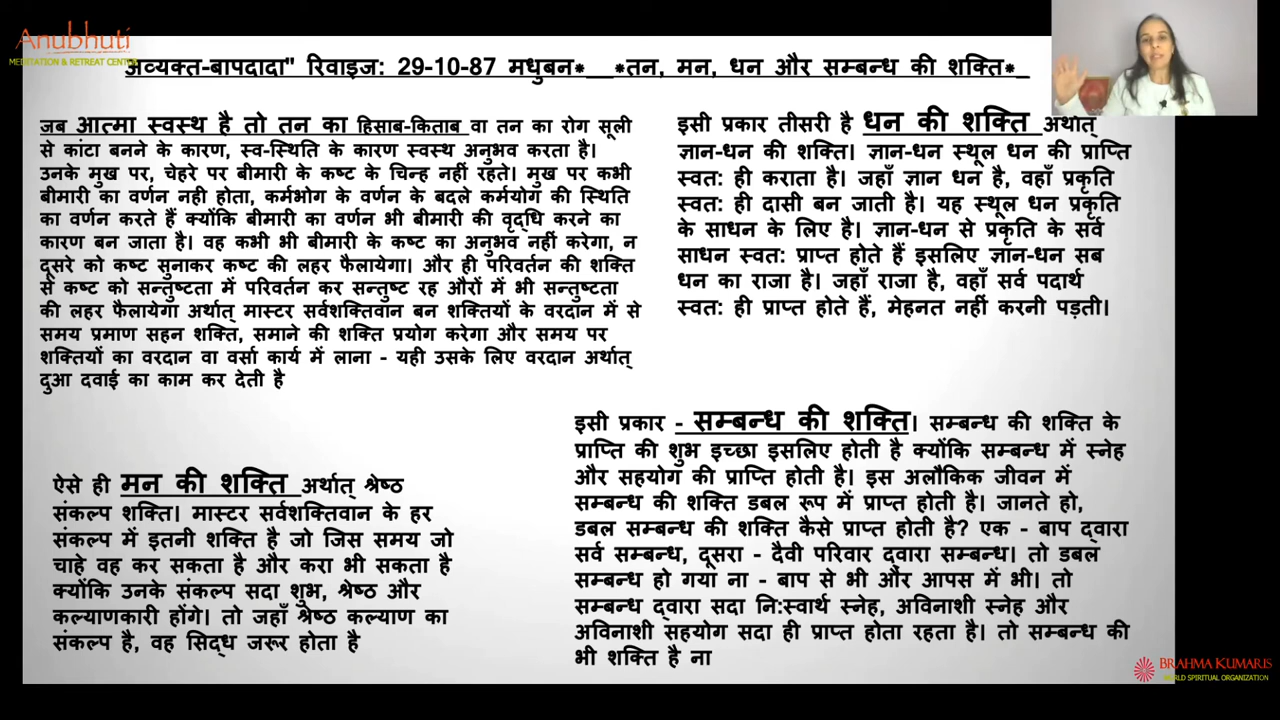 Anubhuti
MEDITATION & RETREAT CENTER
अव्यक्त-बापदादा" रिवाइज: 29-10-87 मधुबन*__*तन, मन, धन और सम्बन्ध की शक्ति*_
जब आत्मा स्वस्थ है तो तन का हिसाब-किताब वा तन का रोग सूली
से कांटा बनने के कारण, स्व-स्थिति के कारण स्वस्थ अनुभव करता है।
उनके मुख पर, चेहरे पर बीमारी के कष्ट के चिन्ह नहीं रहते। मुख पर कभी
बीमारी का वर्णन नही होता, कर्मभोग के वर्णन के बदले कर्मयोग की स्थिति
का वर्णन करते हैं क्योंकि बीमारी का वर्णन भी बीमारी की वृद्धि करने का
कारण बन जाता है। वह कभी भी बीमारी के कष्ट का अनुभव नहीं करेगा, न
दूसरे को कष्ट सुनाकर कष्ट की लहर फैलायेगा। और ही परिवर्तन की शक्ति
से कष्ट को सन्तुष्टता में परिवर्तन कर सन्तुष्ट रह औरों में भी सन्तुष्टता
की लहर फैलायेगा अर्थात् मास्टर सर्वशक्तिवान बन शक्तियों के वरदान में से
समय प्रमाण सहन शक्ति, समाने की शक्ति प्रयोग करेगा और समय पर
शक्तियों का वरदान वा वर्सा कार्य में लाना - यही उसके लिए वरदान अर्थात्
दुआ दवाई का काम कर देती है
इसी प्रकार तीसरी है धन की शक्ति अर्थात्
ज्ञान-धन की शक्ति। ज्ञान-धन स्थूल धन की प्राप्ति
स्वत: ही कराता है। जहाँ ज्ञान धन है, वहाँ प्रकृति
स्वत: ही दासी बन जाती है। यह स्थूल धन प्रकृति
के साधन के लिए है। ज्ञान-धन से प्रकृति के सर्व
साधन स्वत: प्राप्त होते हैं इसलिए ज्ञान-धन सब
धन का राजा है। जहाँ राजा है, वहाँ सर्व पदार्थ
स्वत: ही प्राप्त होते हैं, मेहनत नहीं करनी पड़ती।
ऐसे ही मन की शक्ति अर्थात् श्रेष्ठ
संकल्प शक्ति। मास्टर सर्वशक्तिवान के हर
संकल्प में इतनी शक्ति है जो जिस समय जो
चाहे वह कर सकता है और करा भी सकता है
क्योंकि उनके संकल्प सदा शुभ, श्रेष्ठ और
कल्याणकारी होंगे। तो जहाँ श्रेष्ठ कल्याण का
संकल्प है, वह सिद्ध जरूर होता है
इसी प्रकार - सम्बन्ध की शक्ति। सम्बन्ध की शक्ति के
प्राप्ति की शुभ इच्छा इसलिए होती है क्योंकि सम्बन्ध में स्नेह
और सहयोग की प्राप्ति होती है। इस अलौकिक जीवन में
सम्बन्ध की शक्ति डबल रूप में प्राप्त होती है। जानते हो,
डबल सम्बन्ध की शक्ति कैसे प्राप्त होती है? एक - बाप द्वारा
सर्व सम्बन्ध, दूसरा - दैवी परिवार द्वारा सम्बन्ध। तो डबल
सम्बन्ध हो गया ना - बाप से भी और आपस में भी। तो
सम्बन्ध द्वारा सदा नि:स्वार्थ स्नेह, अविनाशी स्नेह और
अविनाशी सहयोग सदा ही प्राप्त होता रहता है। तो सम्बन्ध की
भी शक्ति है ना
BRAHMA KUMARIS
WORLD SPIRITUAL ORGANIZATION